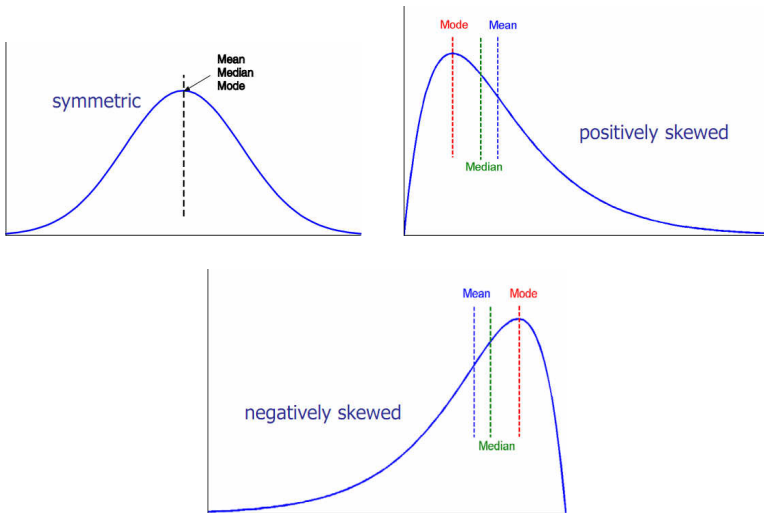 symmetric
Mean
Median
Mode
Mode
Mean
Median
positively skewed
Mean
Mode
Median
negatively skewed